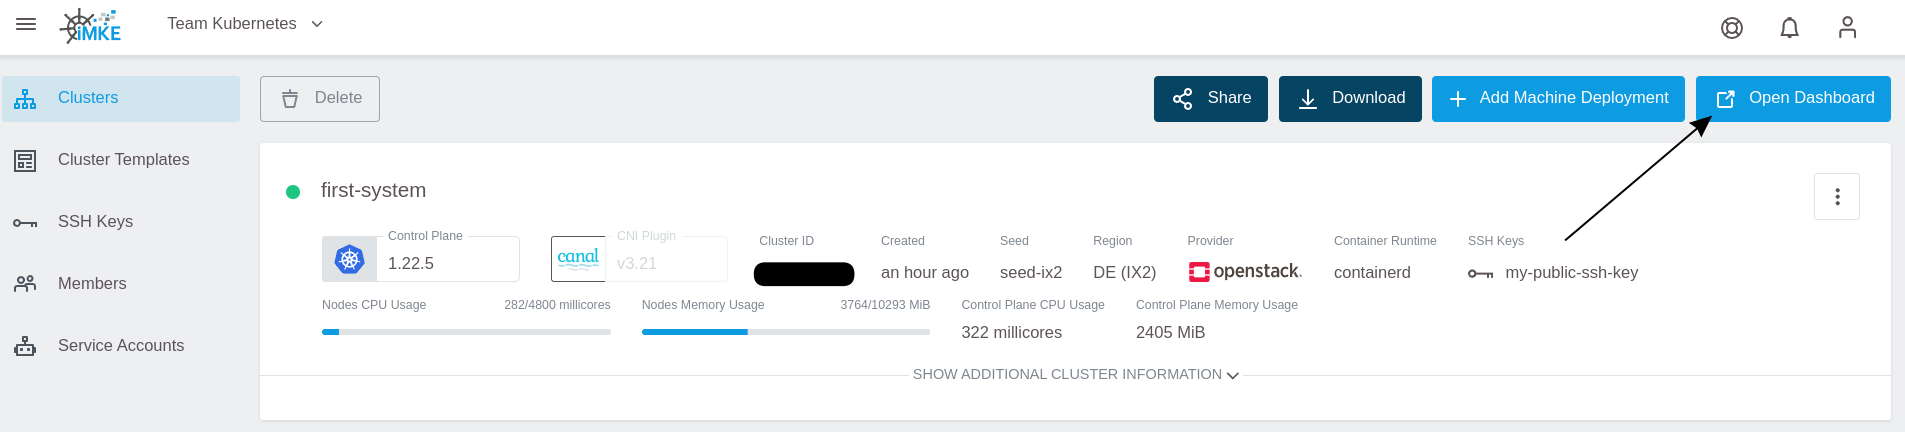 iMKE
Team Kubernetes
Clusters
Delete
Share
Download
Add Machine Deployment
Open Dashboard
Cluster Templates
SSH Keys
Members
Service Accounts
first-system
Control Plane
1.22.5
canal
CNI Plugin
v3.21
Cluster ID
Created
an hour ago
Seed
seed-ix2
Region
DE (IX2)
Provider
openstack
Container Runtime
containerd
SSH Keys
my-public-ssh-key
Nodes CPU Usage
282/4800 millicores
Nodes Memory Usage
3764/10293 MiB
Control Plane CPU Usage
322 millicores
Control Plane Memory Usage
2405 MiB
SHOW ADDITIONAL CLUSTER INFORMATION